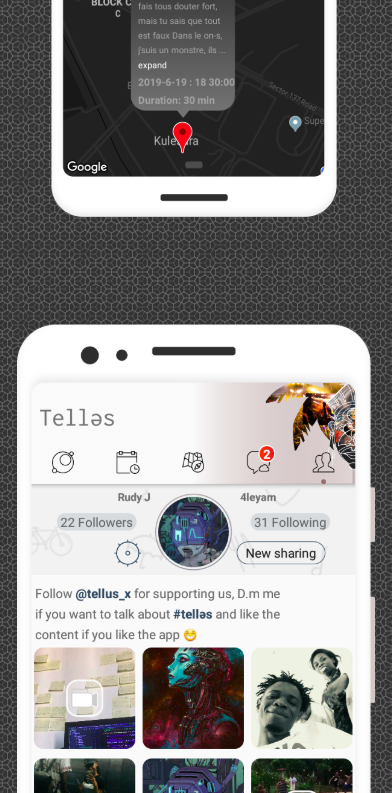 BLOCK C
C
fais tous douter fort,
mais tu sais que tout
est faux Dans le on-s,
j'suis un monstre, ils ...
expand
2019-6-19 : 18 30:00
Duration: 30 min
Sector 137 Road
Supe
Kule ra
Google
Telləs
2
Rudy J
4leyam
22 Followers
31 Following
New sharing
Follow @tellus_x for supporting us, D.m me
if you want to talk about #telləs and like the
content if you like the app 😁